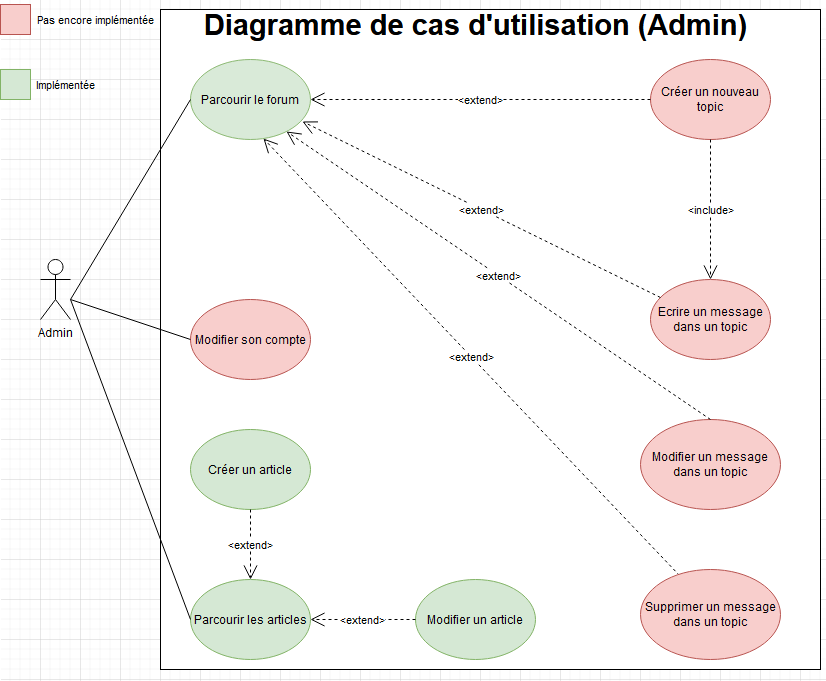 Pas encore implémentée
Diagramme de cas d'utilisation (Admin)
Implémentée
Parcourir le forum
<extend>
Créer un nouveau
topic
<extend>
<include>
<extend>
Ecrire un message
dans un topic
Admin
Modifier son compte
<extend>
Créer un article
Modifier un message
dans un topic
<extend>
Parcourir les articles
<extend>
Modifier un article
Supprimer un message
dans un topic